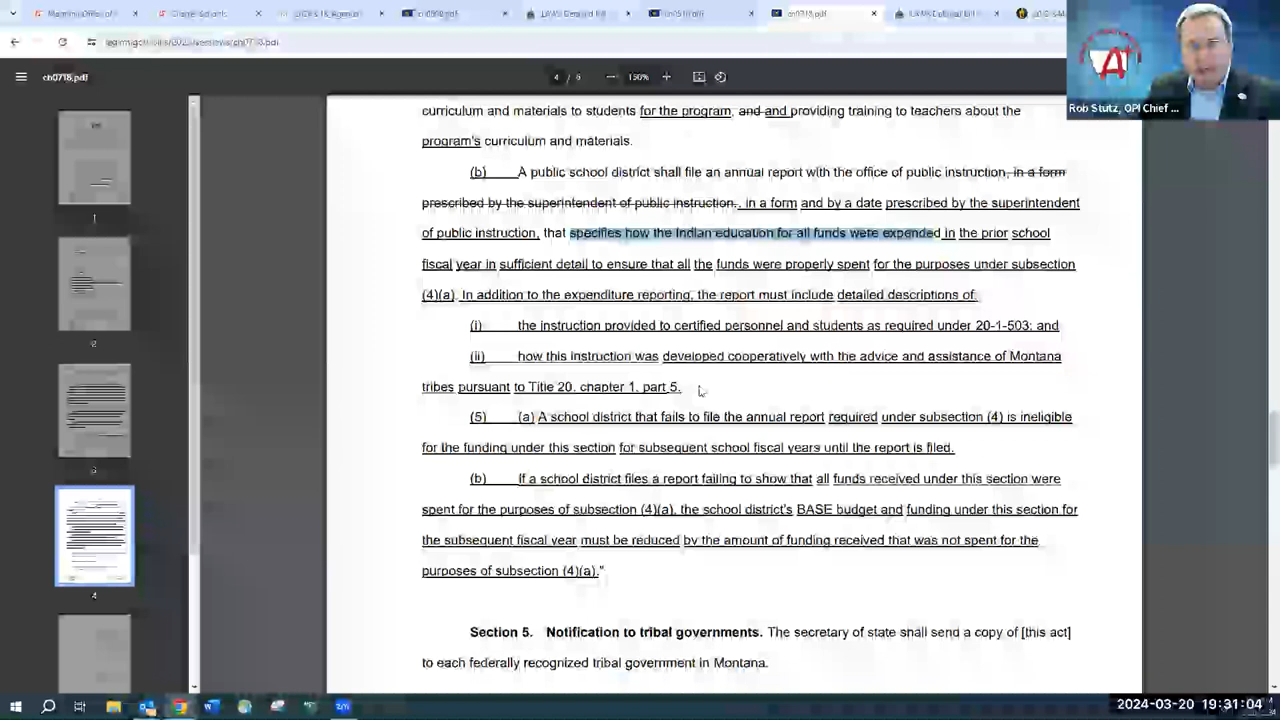 ch0718.pdf
ch0718.pdf
4 / 6
150%
Rob Stutz, OPI Chief ...
curriculum and materials to students for the program, and and providing training to teachers about the
program's curriculum and materials.
(b) A public school district shall file an annual report with the office of public instruction, in a form
prescribed by the superintendent of public instruction. , in a form and by a date prescribed by the superintendent
of public instruction, that specifies how the Indian education for all funds were expended in the prior school
fiscal year in sufficient detail to ensure that all the funds were properly spent for the purposes under subsection
(4)(a). In addition to the expenditure reporting, the report must include detailed descriptions of:
(i) the instruction provided to certified personnel and students as required under 20-1-503; and
(ii) how this instruction was developed cooperatively with the advice and assistance of Montana
tribes pursuant to Title 20, chapter 1, part 5.
(5) (a) A school district that fails to file the annual report required under subsection (4) is ineligible
for the funding under this section for subsequent school fiscal years until the report is filed.
(b) If a school district files a report failing to show that all funds received under this section were
spent for the purposes of subsection (4)(a), the school district's BASE budget and funding under this section for
the subsequent fiscal year must be reduced by the amount of funding received that was not spent for the
purposes of subsection (4)(a)."
Section 5. Notification to tribal governments. The secretary of state shall send a copy of [this act]
to each federally recognized tribal government in Montana.
1
2
3
4
2024-03-20 19:31:04